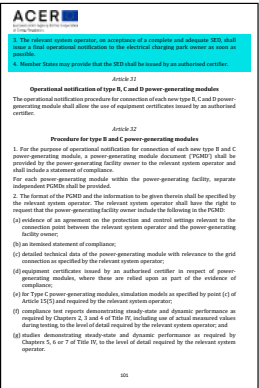 ACER
3. The relevant system operator, on acceptance of a complete and adequate SED, shall
issue a final operational notification to the electrical charging park owner as soon as
possible.
4. Member States may provide that the SED shall be issued by an authorised certifier.
Article 31
Operational notification of type B, C and D power-generating modules
The operational notification procedure for connection of each new type B, C and D power-
generating module shall allow the use of equipment certificates issued by an authorised
certifier.
Article 32
Procedure for type B and C power-generating modules
1. For the purpose of operational notification for connection of each new type B and C
power-generating module, a power-generating module document ('PGMD') shall be
provided by the power-generating facility owner to the relevant system operator and
shall include a statement of compliance.
For each power-generating module within the power-generating facility, separate
independent PGMDs shall be provided.
2. The format of the PGMD and the information to be given therein shall be specified by
the relevant system operator. The relevant system operator shall have the right to
request that the power-generating facility owner include the following in the PGMD:
(a) evidence of an agreement on the protection and control settings relevant to the
connection point between the relevant system operator and the power-generating
facility owner;
(b) an itemised statement of compliance;
(c) detailed technical data of the power-generating module with relevance to the grid
connection as specified by the relevant system operator;
(d) equipment certificates issued by an authorised certifier in respect of power-
generating modules, where these are relied upon as part of the evidence of
compliance;
(e) for Type C power-generating modules, simulation models as specified by point (c) of
Article 15(5) and required by the relevant system operator;
(f) compliance test reports demonstrating steady-state and dynamic performance as
required by Chapters 2, 3 and 4 of Title IV, including use of actual measured values
during testing, to the level of detail required by the relevant system operator; and
(g) studies demonstrating steady-state and dynamic performance as required by
Chapters 5, 6 or 7 of Title IV, to the level of detail required by the relevant system
operator.
101